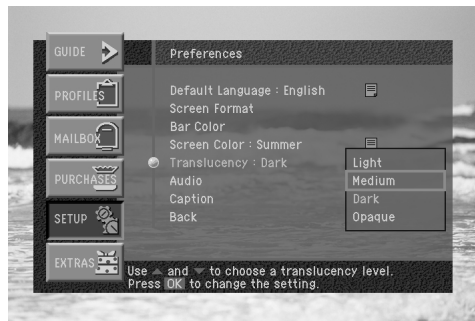 GUIDE
PROFILES
MAILBOX
PURCHASES
SETUP
EXTRAS
Preferences
Default Language : English
Screen Format
Bar Color
Screen Color : Summer
Translucency : Dark
Audio
Caption
Back
Light
Medium
Dark
Opaque
Use ▲ and ▼ to choose a translucency level.
Press OK to change the setting.